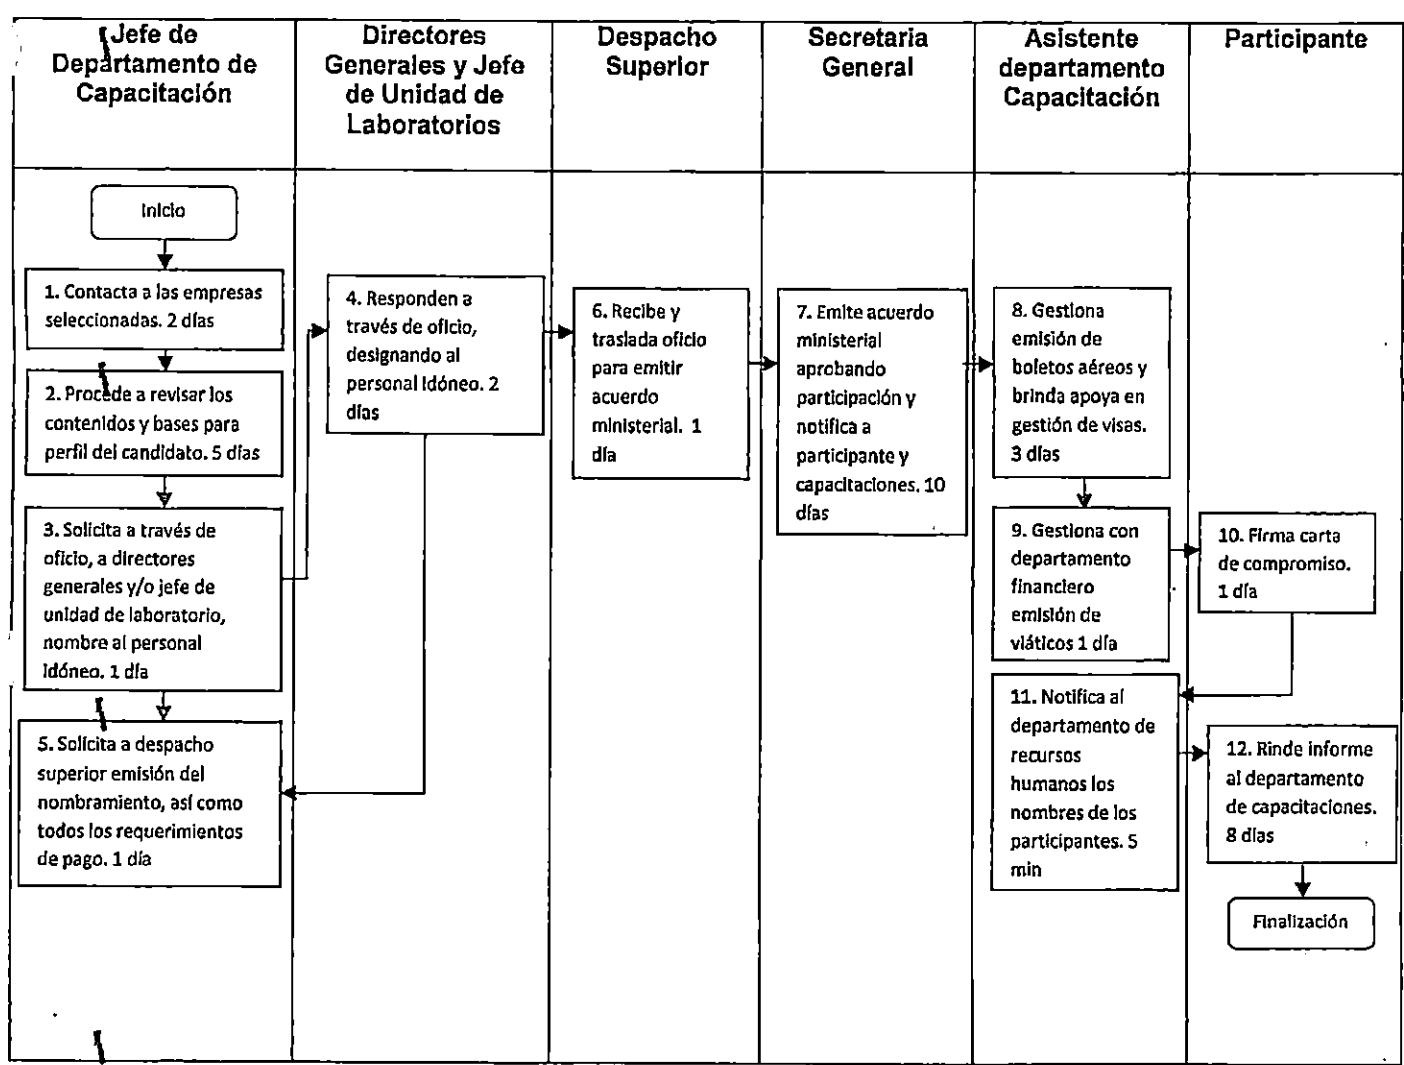 Jefe de
Departamento de
Capacitación
Directores
Generales y Jefe
de Unidad de
Laboratorios
Despacho
Superior
Secretaria
General
Asistente
departamento
Capacitación
Participante
Inicio
1. Contacta a las empresas
seleccionadas. 2 días
2. Procede a revisar los
contenidos y bases para
perfil del candidato. 5 días
3. Solicita a través de
oficio, a directores
generales y/o jefe de
unidad de laboratorio,
nombre al personal
Idóneo. 1 día
4. Responden a
través de oficio,
designando al
personal Idóneo. 2
días
5. Solicita a despacho
superior emisión del
nombramiento, así como
todos los requerimientos
de pago. 1 día
6. Recibe y
traslada oficio
para emitir
acuerdo
ministerial. 1
día
7. Emite acuerdo
ministerial
aprobando
participación y
notifica a
participante y
capacitaciones. 10
días
8. Gestiona
emisión de
boletos aéreos y
brinda apoya en
gestión de visas.
3 días
9. Gestiona con
departamento
financiero
emisión de
viáticos 1 día
10. Firma carta
de compromiso.
1 día
11. Notifica al
departamento de
recursos
humanos los
nombres de los
participantes. 5
min
12. Rinde informe
al departamento
de capacitaciones.
8 días
Finalización